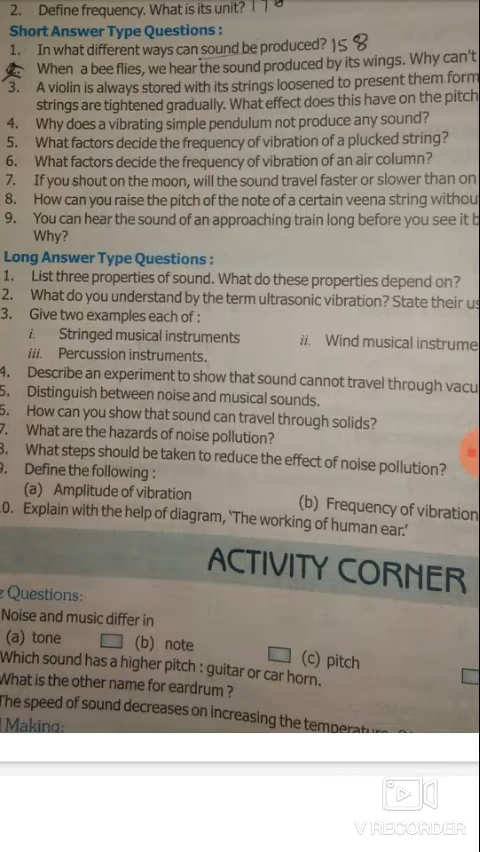 2. Define frequency. What is its unit?
Short Answer Type Questions :
1. In what different ways can sound be produced? 158
When a bee flies, we hear the sound produced by its wings. Why can't
3. A violin is always stored with its strings loosened to present them form
strings are tightened gradually. What effect does this have on the pitch
4. Why does a vibrating simple pendulum not produce any sound?
5. What factors decide the frequency of vibration of a plucked string?
6. What factors decide the frequency of vibration of an air column?
7. If you shout on the moon, will the sound travel faster or slower than on
8. How can you raise the pitch of the note of a certain veena string withou
9. You can hear the sound of an approaching train long before you see it b
Why?
Long Answer Type Questions :
1. List three properties of sound. What do these properties depend on?
2. What do you understand by the term ultrasonic vibration? State their us
3. Give two examples each of :
i. Stringed musical instruments ii. Wind musical instrume
iii. Percussion instruments.
4. Describe an experiment to show that sound cannot travel through vacu
5. Distinguish between noise and musical sounds.
6. How can you show that sound can travel through solids?
7. What are the hazards of noise pollution?
8. What steps should be taken to reduce the effect of noise pollution?
9. Define the following :
(a) Amplitude of vibration (b) Frequency of vibration
0. Explain with the help of diagram, 'The working of human ear.'
ACTIVITY CORNER
z Questions:
Noise and music differ in
(a) tone (b) note (c) pitch
Which sound has a higher pitch : guitar or car horn.
What is the other name for eardrum ?
The speed of sound decreases on increasing the temperature.
Making:
V RECORDER